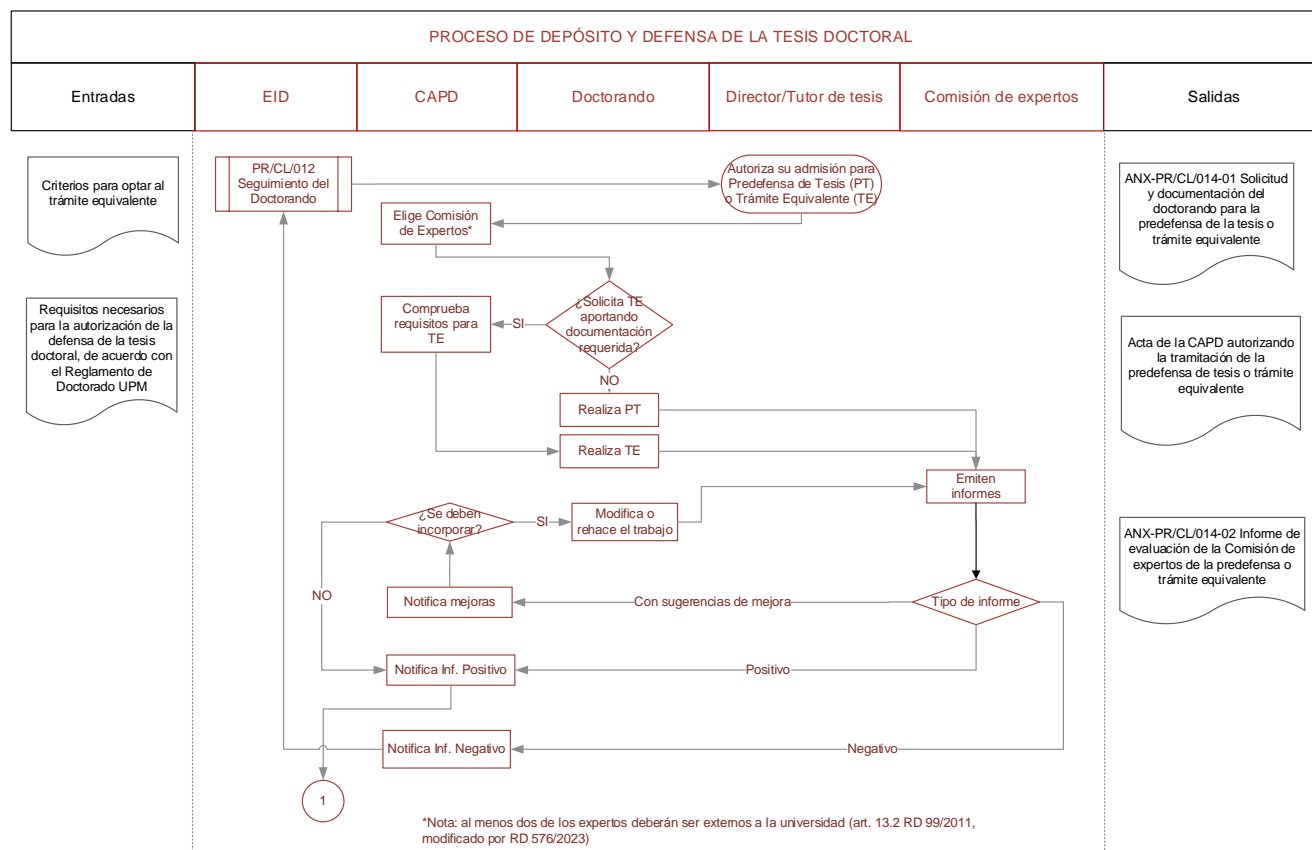 PROCESO DE DEPÓSITO Y DEFENSA DE LA TESIS DOCTORAL
Entradas
EID
CAPD
Doctorando
Director/Tutor de tesis
Comisión de expertos
Salidas
Criterios para optar al
trámite equivalente
PR/CL/012
Seguimiento del
Doctorando
Autoriza su admisión para
Predefensa de Tesis (PT)
o Trámite Equivalente (TE)
ANX-PR/CL/014-01 Solicitud
y documentación del
doctorando para la
predefensa de la tesis o
trámite equivalente
Elige Comisión
de Expertos*
Requisitos necesarios
para la autorización de la
defensa de la tesis
doctoral, de acuerdo con
el Reglamento de
Doctorado UPM
Comprueba
requisitos para
TE
SI
¿Solicita TE
aportando
documentación
requerida?
NO
Acta de la CAPD autorizando
la tramitación de la
predefensa de tesis o trámite
equivalente
Realiza PT
Realiza TE
Emiten
informes
¿Se deben
incorporar?
SI
Modifica o
rehace el trabajo
ANX-PR/CL/014-02 Informe de
evaluación de la Comisión de
expertos de la predefensa o
trámite equivalente
NO
Notifica mejoras
Con sugerencias de mejora
Tipo de informe
Notifica Inf. Positivo
Positivo
Notifica Inf. Negativo
Negativo
1
*Nota: al menos dos de los expertos deberán ser externos a la universidad (art. 13.2 RD 99/2011,
modificado por RD 576/2023)